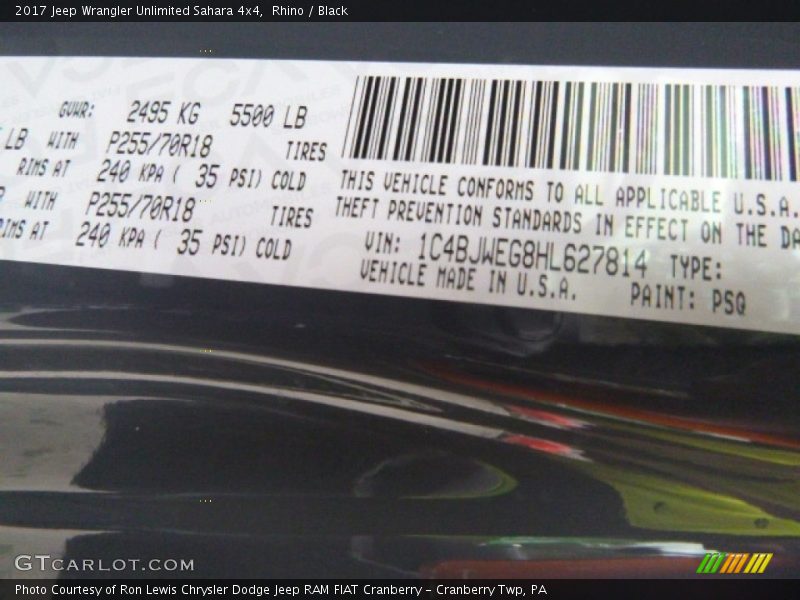 2017 Jeep Wrangler Unlimited Sahara 4x4, Rhino / Black
GVWR: 2495 KG 5500 LB
LB WITH P255/70R18 TIRES
RIMS AT 240 KPA ( 35 PSI) COLD
WITH P255/70R18 TIRES
RIMS AT 240 KPA ( 35 PSI) COLD
THIS VEHICLE CONFORMS TO ALL APPLICABLE U.S.A.
THEFT PREVENTION STANDARDS IN EFFECT ON THE DA
VIN: 1C4BJWEG8HL627814 TYPE:
VEHICLE MADE IN U.S.A. PAINT: PSQ
GTCARLOT.COM
Photo Courtesy of Ron Lewis Chrysler Dodge Jeep RAM FIAT Cranberry - Cranberry Twp, PA